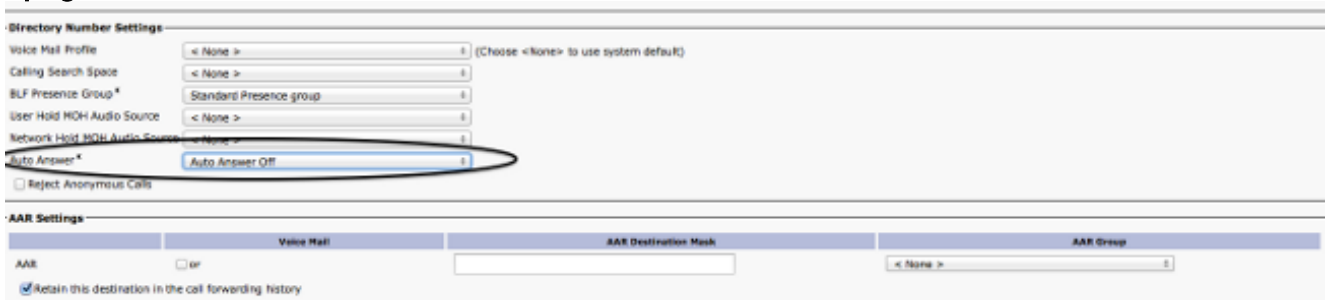 Directory Number Settings
Voice Mail Profile < None > (Choose <None> to use system default)
Calling Search Space < None >
BLF Presence Group* Standard Presence group
User Hold MOH Audio Source < None >
Network Hold MOH Audio Source < None >
Auto Answer* Auto Answer Off
Reject Anonymous Calls
AAR Settings
Voice Mail AAR Destination Mask AAR Group
AAR or < None >
Retain this destination in the call forwarding history